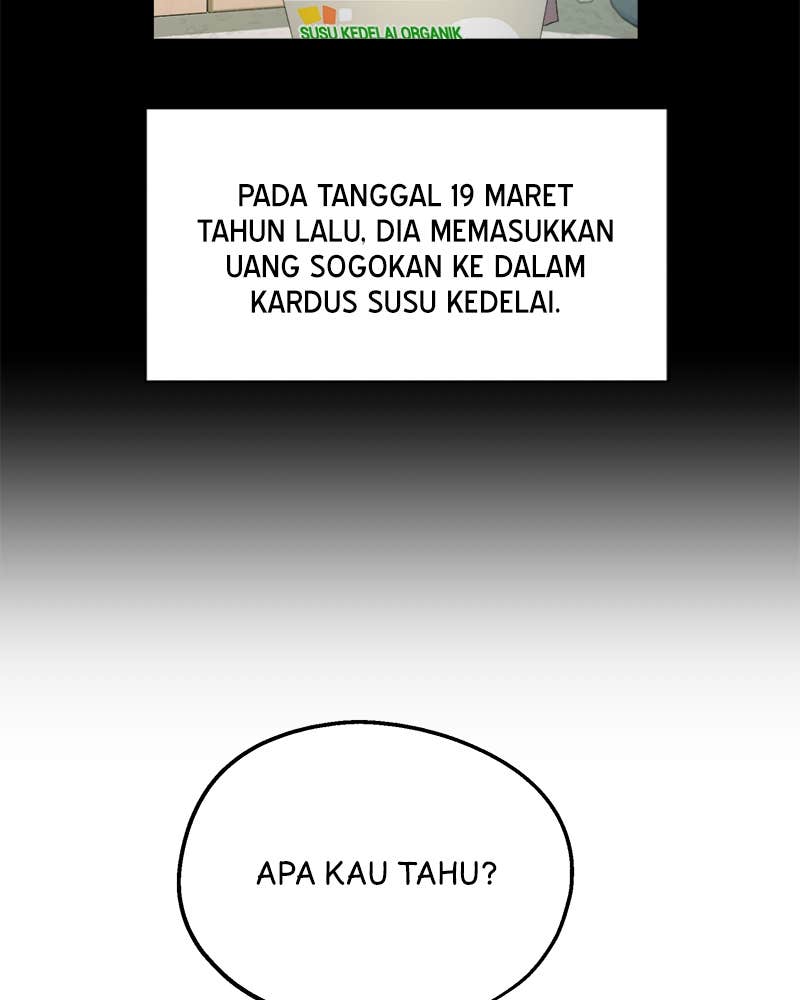 SUSU KEDELAI ORGANIK
PADA TANGGAL 19 MARET
TAHUN LALU, DIA MEMASUKKAN
UANG SOGOKAN KE DALAM
KARDUS SUSU KEDELAI.
APA KAU TAHU?